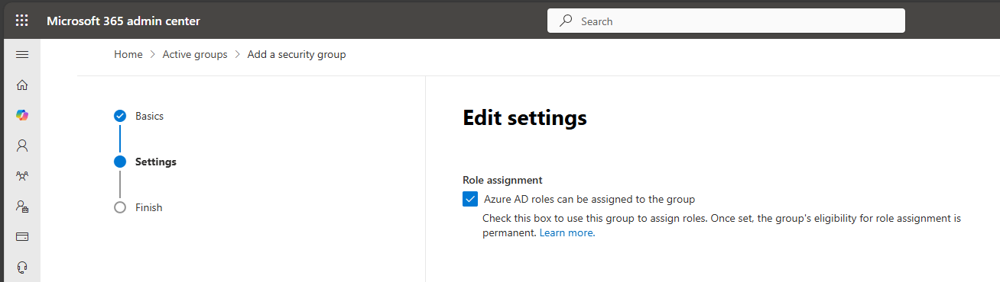 Microsoft 365 admin center
Search
Home > Active groups > Add a security group
Basics
Settings
Finish
Edit settings
Role assignment
Azure AD roles can be assigned to the group
Check this box to use this group to assign roles. Once set, the group's eligibility for role assignment is
permanent. Learn more.